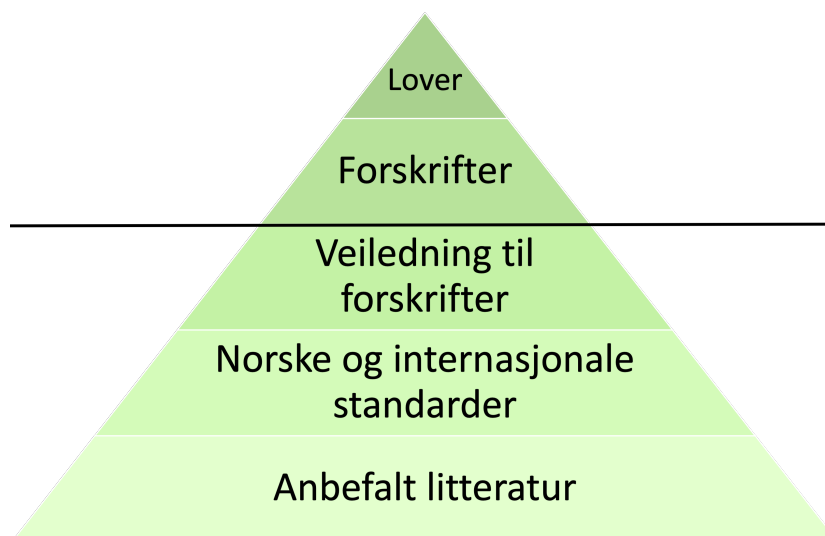 Lover
Forskrifter
Veiledning til
forskrifter
Norske og internasjonale
standarder
Anbefalt litteratur